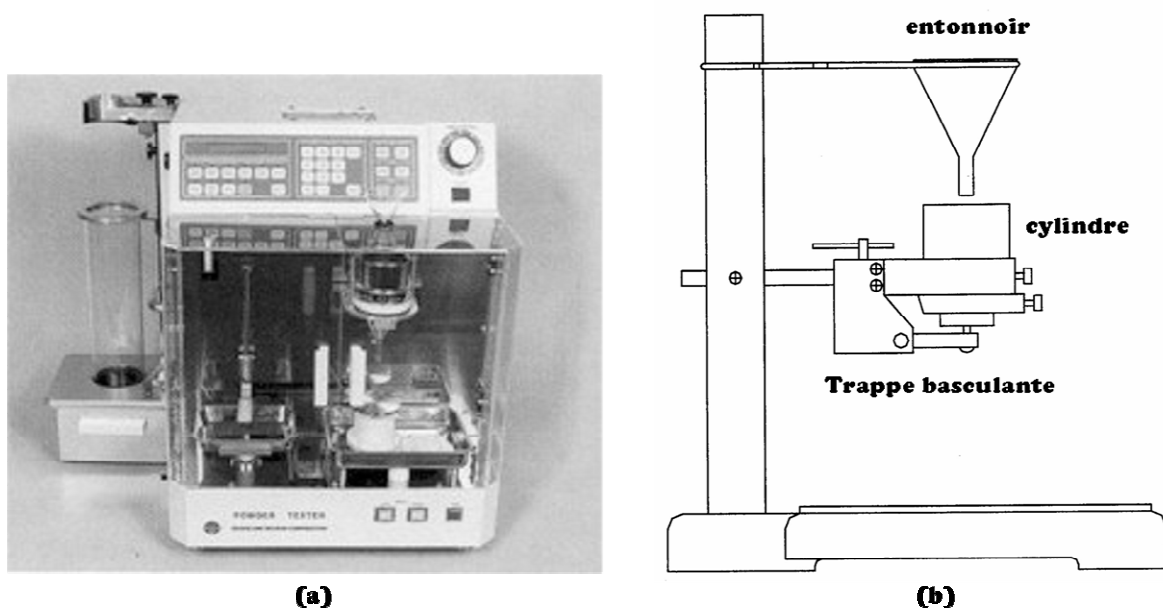 entonnoir
cylindre
Trappe basculante
POWDER TESTER
(a)
(b)